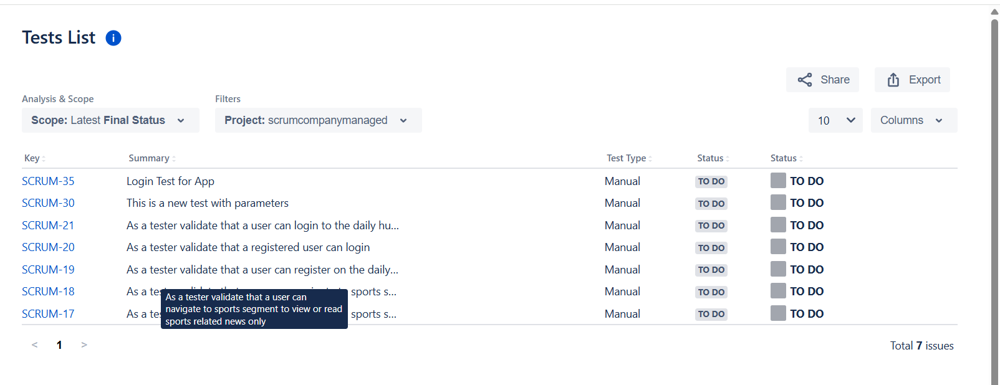 Tests List
Share
Export
Analysis & Scope
Filters
Scope: Latest Final Status
Project: scrumcompanymanaged
10
Columns
Key Summary Test Type Status Status
SCRUM-35 Login Test for App Manual TO DO TO DO
SCRUM-30 This is a new test with parameters Manual TO DO TO DO
SCRUM-21 As a tester validate that a user can login to the daily hu... Manual TO DO TO DO
SCRUM-20 As a tester validate that a registered user can login Manual TO DO TO DO
SCRUM-19 As a tester validate that a user can register on the daily... Manual TO DO TO DO
SCRUM-18 As a sports s... Manual TO DO TO DO
SCRUM-17 As a sports s... Manual TO DO TO DO
As a tester validate that a user can
navigate to sports segment to view or read
sports related news only
< 1 >
Total 7 issues